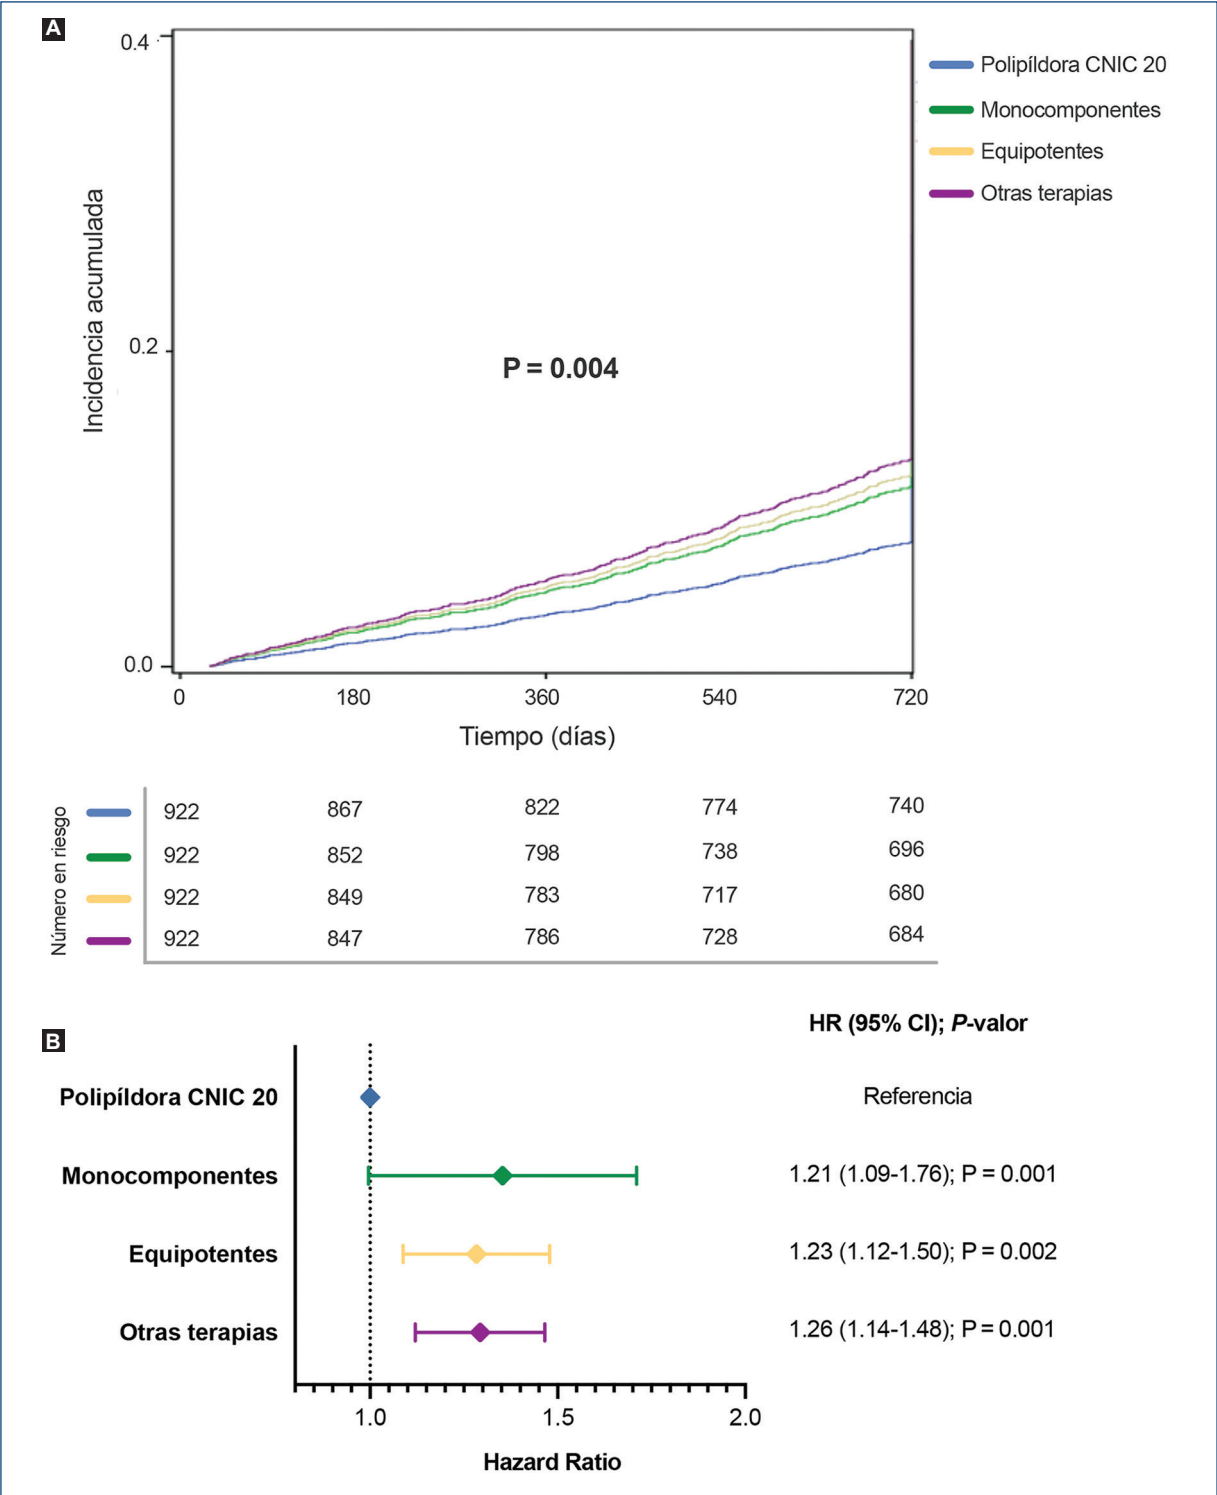 A
0.4
Polipíldora CNIC 20
Monocomponentes
Equipotentes
Otras terapias
Incidencia acumulada
0.2
P = 0.004
0.0
0 180 360 540 720
Tiempo (días)
Número en riesgo
922 867 822 774 740
922 852 798 738 696
922 849 783 717 680
922 847 786 728 684
B
HR (95% CI); P-valor
Polipíldora CNIC 20 Referencia
Monocomponentes 1.21 (1.09-1.76); P = 0.001
Equipotentes 1.23 (1.12-1.50); P = 0.002
Otras terapias 1.26 (1.14-1.48); P = 0.001
1.0 1.5 2.0
Hazard Ratio